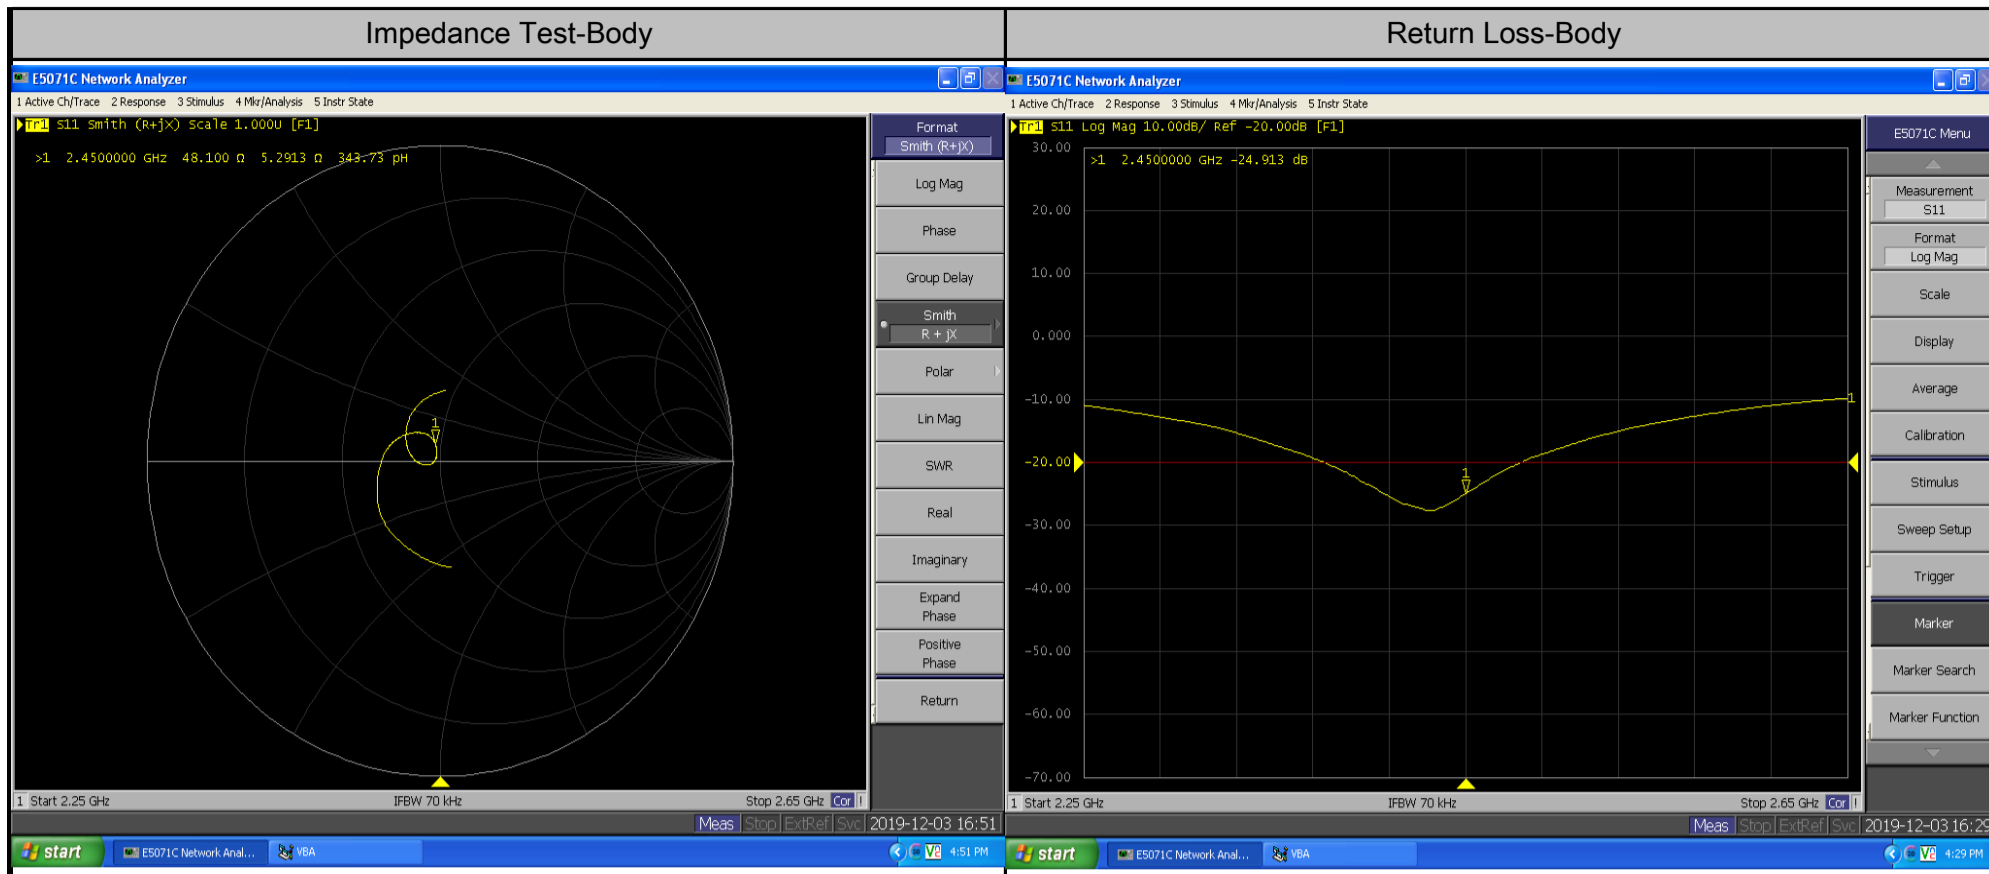 Impedance Test-Body
Return Loss-Body
E5071C Network Analyzer
1 Active Ch/Trace 2 Response 3 Stimulus 4 Mkr/Analysis 5 Instr State
Tr1 S11 Smith (R+jX) Scale 1.000U [F1]
>1 2.4500000 GHz 48.100 Ω 5.2913 Ω 343.73 pH
1
Format
Smith (R+jX)
Log Mag
Phase
Group Delay
Smith
R + jX
Polar
Lin Mag
SWR
Real
Imaginary
Expand
Phase
Positive
Phase
Return
1 Start 2.25 GHz
IFBW 70 kHz
Stop 2.65 GHz Cor !
Meas Stop ExtRef Svc 2019-12-03 16:51
start E5071C Network Anal... VBA 4:51 PM
E5071C Network Analyzer
1 Active Ch/Trace 2 Response 3 Stimulus 4 Mkr/Analysis 5 Instr State
Tr1 S11 Log Mag 10.00dB/ Ref -20.00dB [F1]
>1 2.4500000 GHz -24.913 dB
30.00
20.00
10.00
0.000
-10.00
-20.00
-30.00
-40.00
-50.00
-60.00
-70.00
1
1
E5071C Menu
Measurement
S11
Format
Log Mag
Scale
Display
Average
Calibration
Stimulus
Sweep Setup
Trigger
Marker
Marker Search
Marker Function
1 Start 2.25 GHz
IFBW 70 kHz
Stop 2.65 GHz Cor !
Meas Stop ExtRef Svc 2019-12-03 16:29
start E5071C Network Anal... VBA 4:29 PM